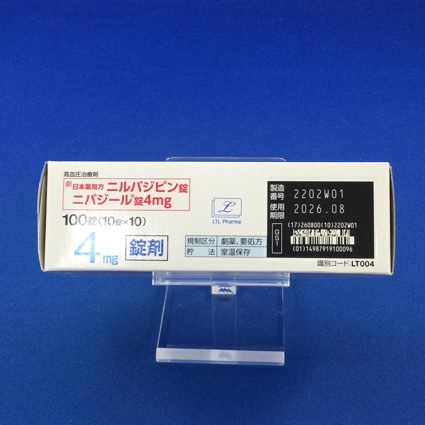 高血圧治療剤
劇 日本薬局方 ニルバジピン錠
ニバジール®錠4mg
100錠(10錠×10)
4mg 錠剤
L
LTL Pharma
規制区分 劇薬、要処方
貯法 室温保存
製造番号 2202W01
使用期限 2026.08
GS1
(17)260800(10)2202W01
(01)14987919100096
識別コード LT004